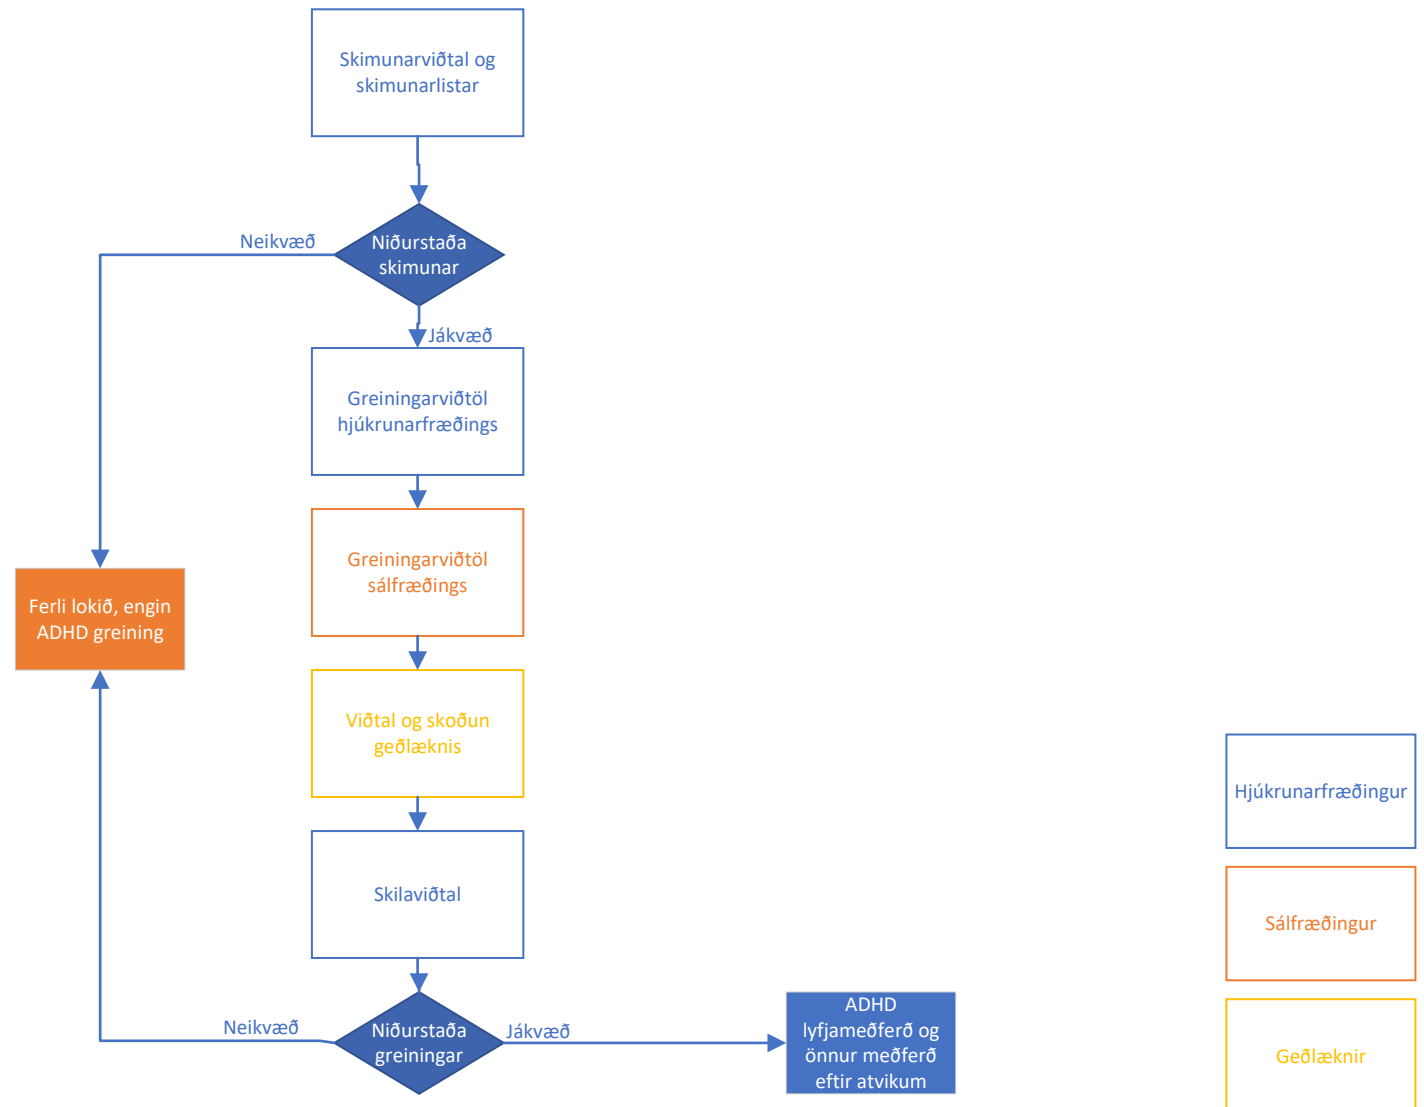 Skimunarviðtal og
skimunarlistar
Neikvæð
Niðurstaða
skimunar
Jákvæð
Greiningarviðtöl
hjúkrunarfræðings
Greiningarviðtöl
sálfræðings
Ferli lokið, engin
ADHD greining
Viðtal og skoðun
geðlæknis
Skilaviðtal
Neikvæð
Niðurstaða
greiningar
Jákvæð
ADHD
lyfjameðferð og
önnur meðferð
eftir atvikum
Hjúkrunarfræðingur
Sálfræðingur
Geðlæknir